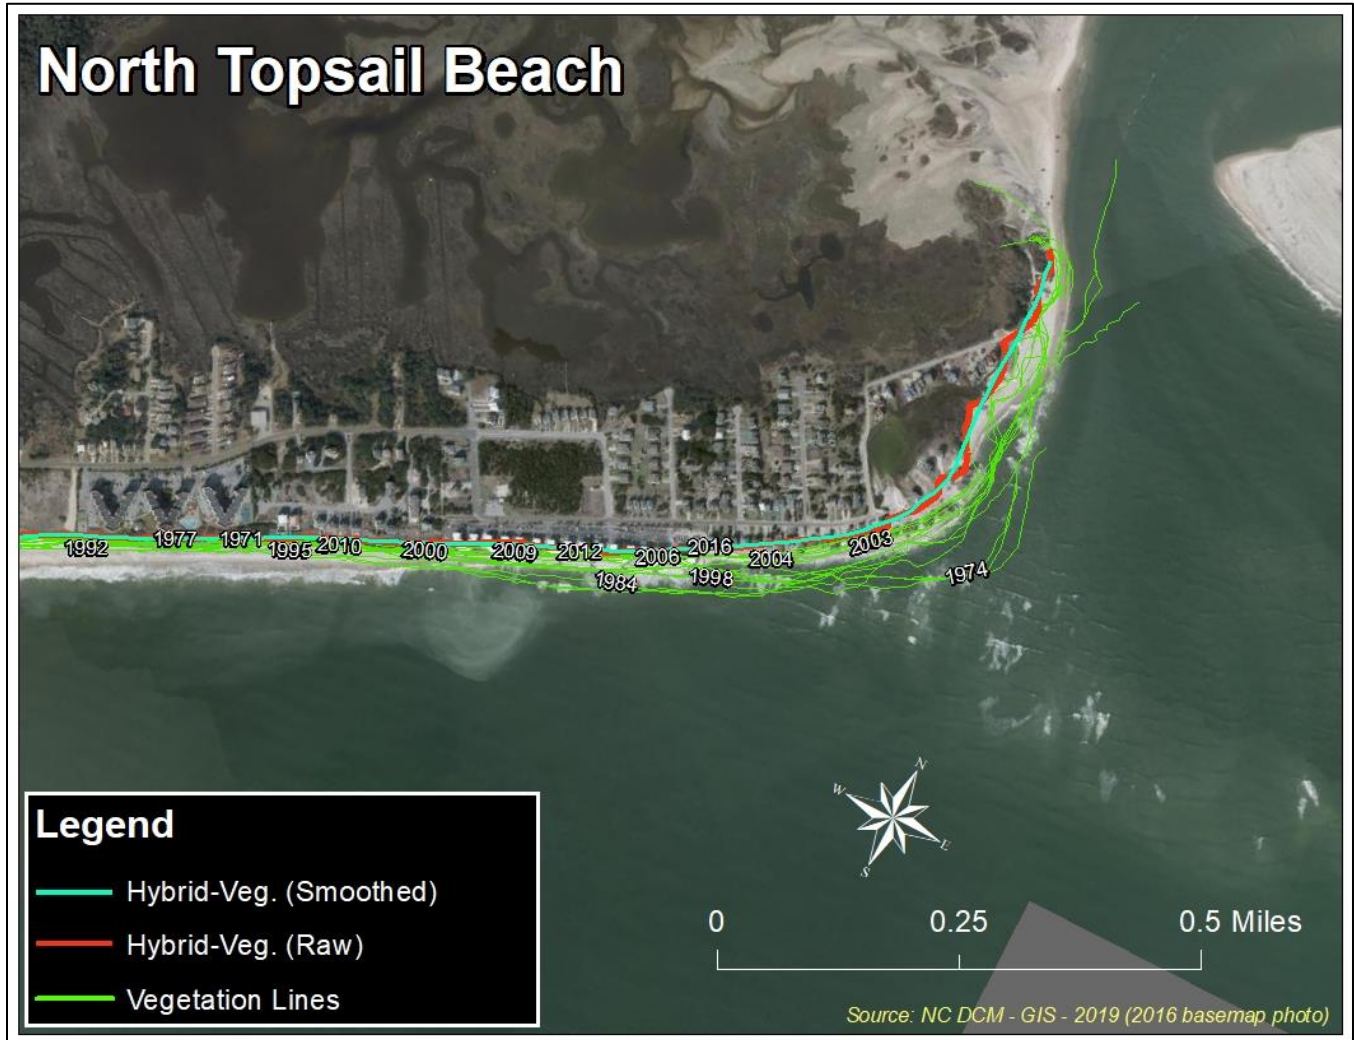 North Topsail Beach
1992
1977
1971
1995
2010
2000
2009
2012
2006
2016
2004
2003
1984
1998
1974
N
W
E
S
Legend
Hybrid-Veg. (Smoothed)
Hybrid-Veg. (Raw)
Vegetation Lines
0 0.25 0.5 Miles
Source: NC DCM - GIS - 2019 (2016 basemap photo)